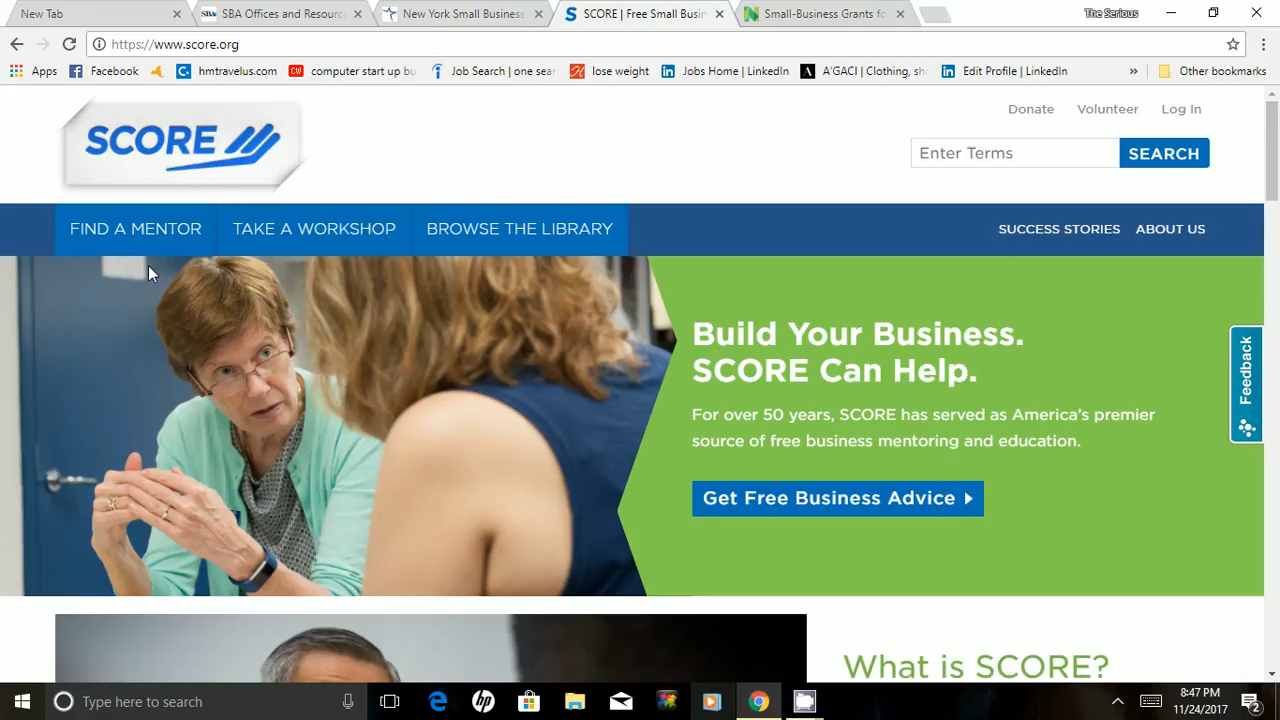 New Tab
SBA Offices and Resourc
New York Small Business
SCORE | Free Small Busin
Small-Business Grants fo
The Serious
https://www.score.org
Apps
Facebook
hmtravelus.com
CW
computer start up bu
Job Search | one sear
lose weight
Jobs Home | LinkedIn
A'GACI | Clothing, sh
Edit Profile | LinkedIn
»
Other bookmarks
SCORE
Donate
Volunteer
Log In
Enter Terms
SEARCH
FIND A MENTOR
TAKE A WORKSHOP
BROWSE THE LIBRARY
SUCCESS STORIES
ABOUT US
Build Your Business.
SCORE Can Help.
For over 50 years, SCORE has served as America's premier
source of free business mentoring and education.
Get Free Business Advice
Feedback
What is SCORE?
Type here to search
8:47 PM
11/24/2017
2